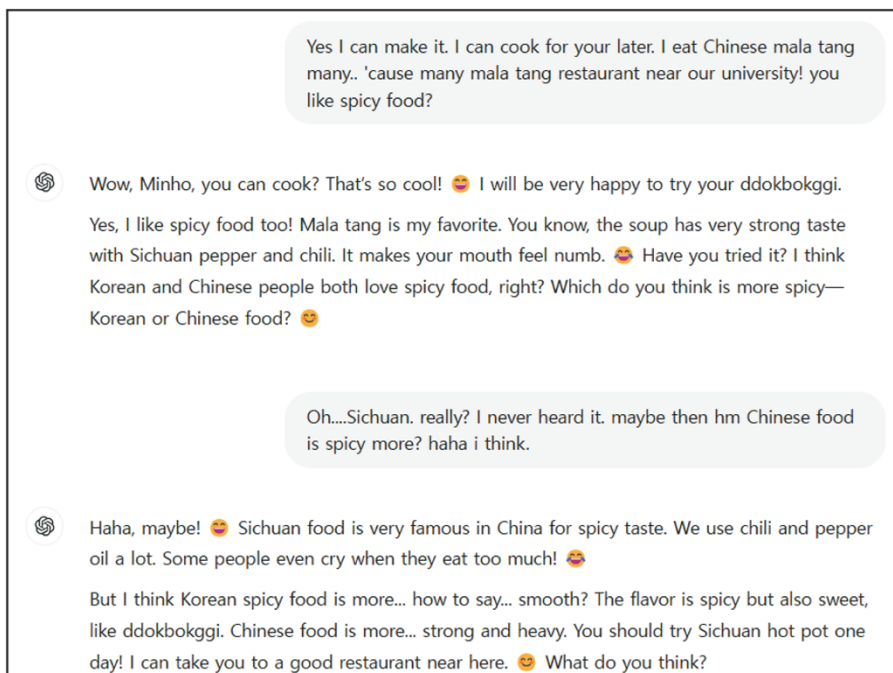 Yes I can make it. I can cook for your later. I eat Chinese mala tang
many.. 'cause many mala tang restaurant near our university! you
like spicy food?
Wow, Minho, you can cook? That's so cool! 😄 I will be very happy to try your ddokbokggi.
Yes, I like spicy food too! Mala tang is my favorite. You know, the soup has very strong taste
with Sichuan pepper and chili. It makes your mouth feel numb. 😂 Have you tried it? I think
Korean and Chinese people both love spicy food, right? Which do you think is more spicy—
Korean or Chinese food? 😊
Oh....Sichuan. really? I never heard it. maybe then hm Chinese food
is spicy more? haha i think.
Haha, maybe! 😄 Sichuan food is very famous in China for spicy taste. We use chili and pepper
oil a lot. Some people even cry when they eat too much! 😂
But I think Korean spicy food is more... how to say... smooth? The flavor is spicy but also sweet,
like ddokbokggi. Chinese food is more... strong and heavy. You should try Sichuan hot pot one
day! I can take you to a good restaurant near here. 😊 What do you think?